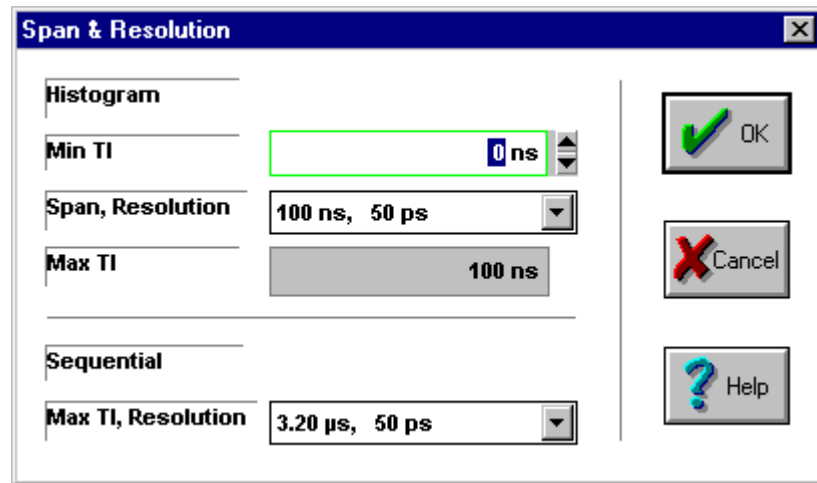 Span & Resolution
Histogram
Min TI
0 ns
Span, Resolution
100 ns, 50 ps
Max TI
100 ns
Sequential
Max TI, Resolution
3.20 µs, 50 ps
OK
Cancel
Help